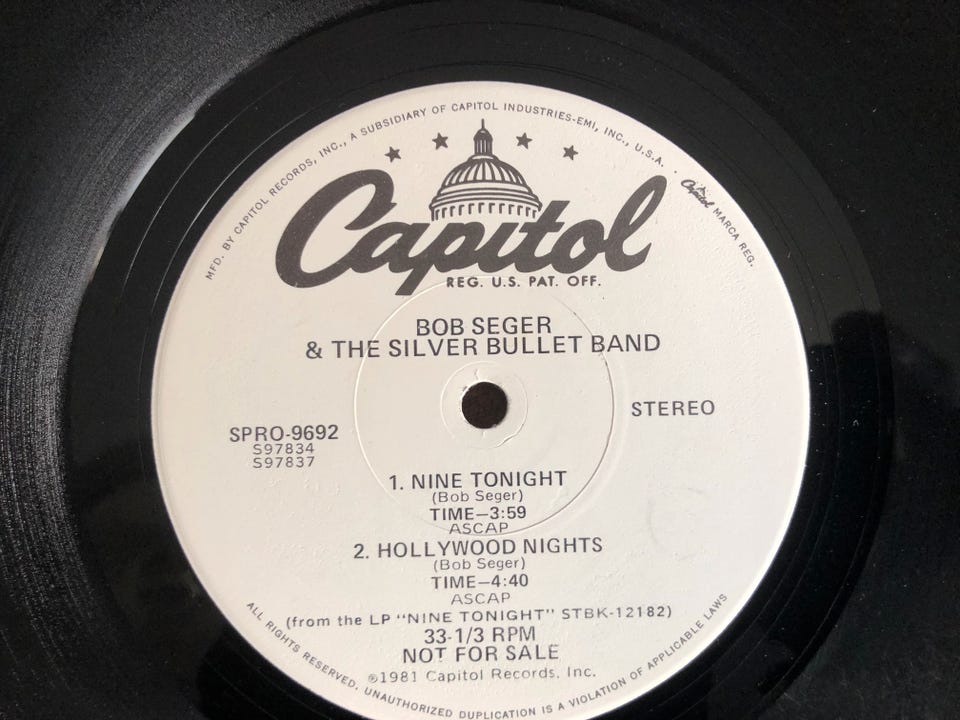 MFD. BY CAPITOL RECORDS, INC., A SUBSIDIARY OF CAPITOL INDUSTRIES-EMI, INC., U.S.A.
Capitol MARCA REG.
Capitol
REG. U.S. PAT. OFF.
BOB SEGER
& THE SILVER BULLET BAND
STEREO
SPRO-9692
S97834
S97837
1. NINE TONIGHT
(Bob Seger)
TIME—3:59
ASCAP
2. HOLLYWOOD NIGHTS
(Bob Seger)
TIME—4:40
ASCAP
(from the LP "NINE TONIGHT" STBK-12182)
33-1/3 RPM
NOT FOR SALE
℗1981 Capitol Records, Inc.
ALL RIGHTS RESERVED. UNAUTHORIZED DUPLICATION IS A VIOLATION OF APPLICABLE LAWS